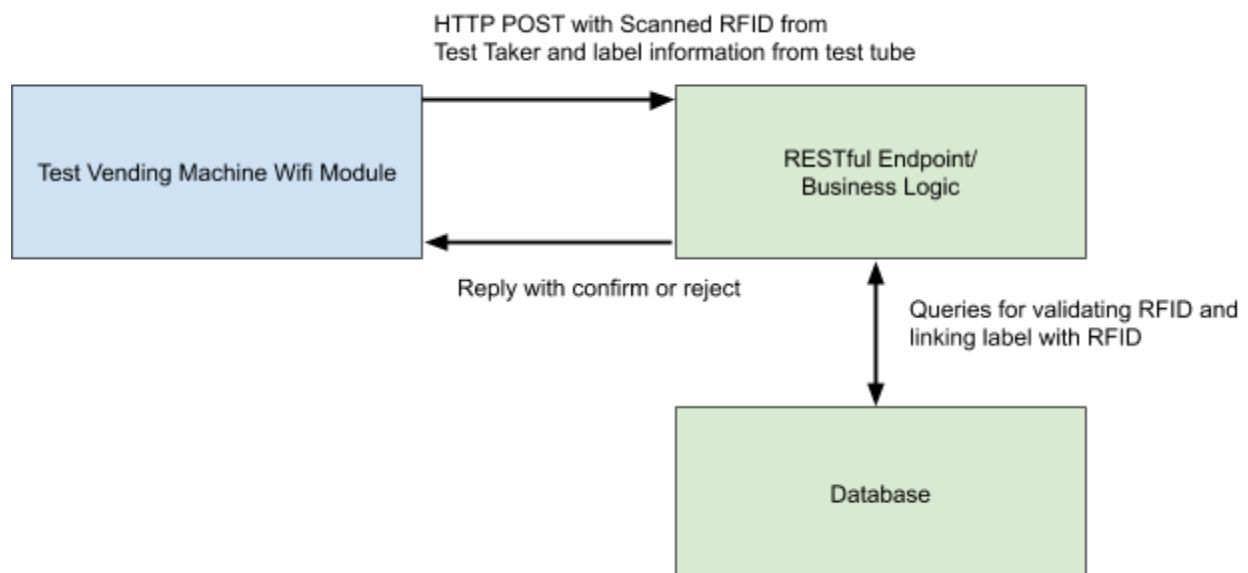 HTTP POST with Scanned RFID from
Test Taker and label information from test tube
Test Vending Machine Wifi Module
RESTful Endpoint/
Business Logic
Reply with confirm or reject
Queries for validating RFID and
linking label with RFID
Database